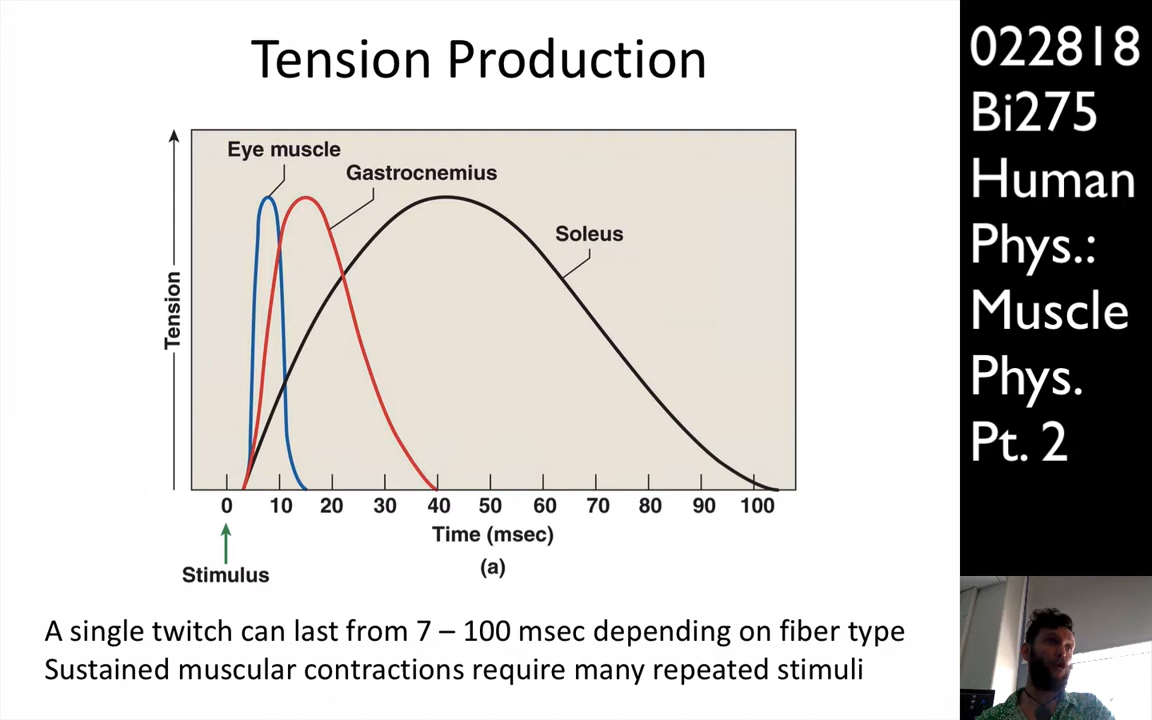 Tension Production
Eye muscle
Gastrocnemius
Soleus
Tension
0 10 20 30 40 50 60 70 80 90 100
Time (msec)
Stimulus
(a)
A single twitch can last from 7 – 100 msec depending on fiber type
Sustained muscular contractions require many repeated stimuli
022818
Bi275
Human
Phys.:
Muscle
Phys.
Pt. 2